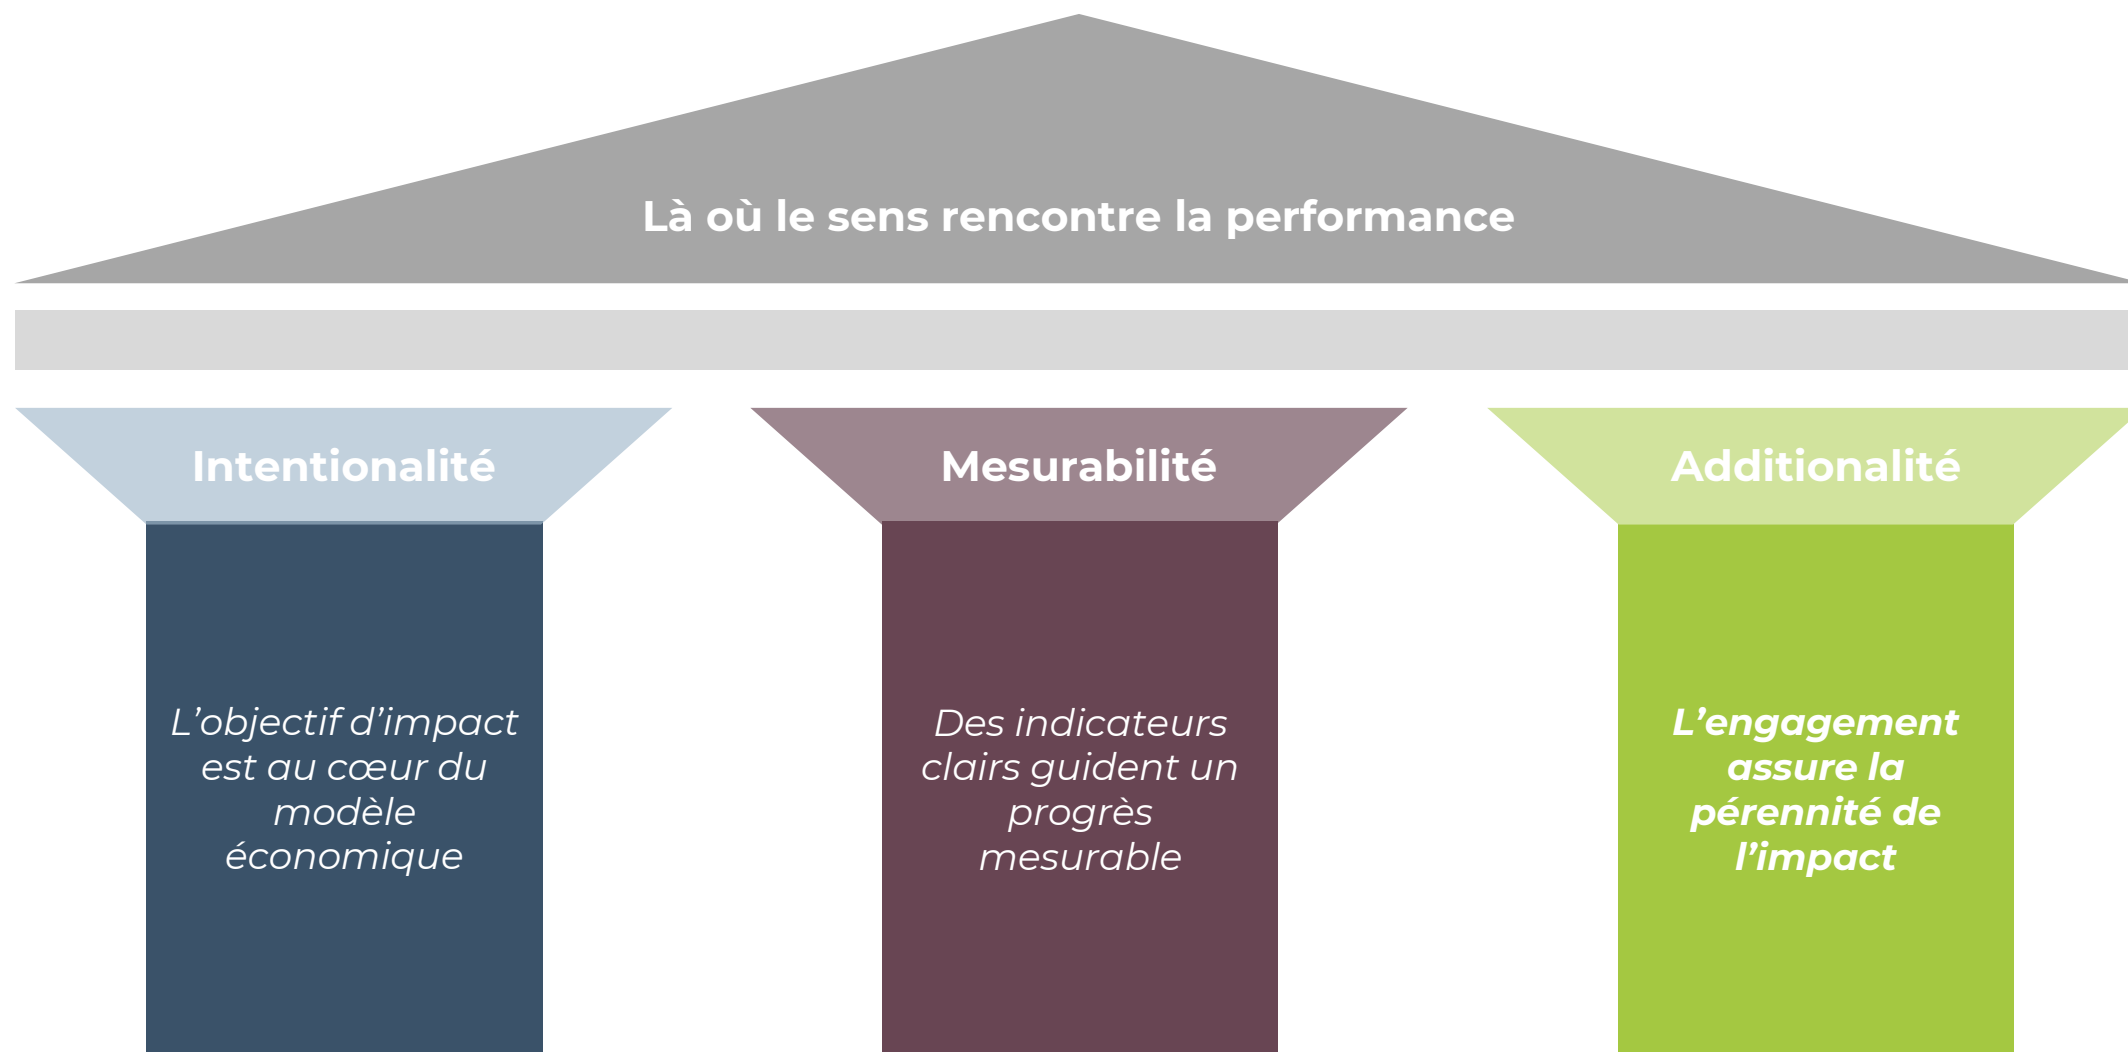 Là où le sens rencontre la performance
Intentionalité
Mesurabilité
Additionalité
L’objectif d’impact
est au cœur du
modèle
économique
Des indicateurs
clairs guident un
progrès
mesurable
L’engagement
assure la
pérennité de
l’impact